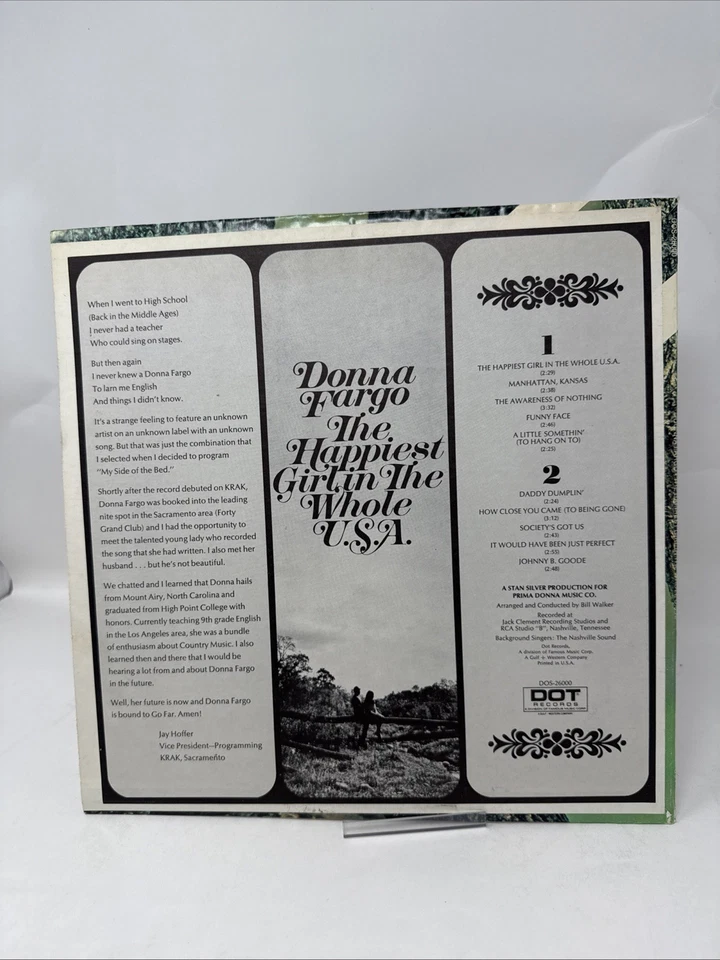 When I went to High School
(Back in the Middle Ages)
I never had a teacher
Who could sing on stages.
But then again
I never knew a Donna Fargo
To larn me English
And things I didn't know.
It's a strange feeling to feature an unknown
artist on an unknown label with an unknown
song. But that was just the combination that
I selected when I decided to program
"My Side of the Bed."
Shortly after the record debuted on KRAK,
Donna Fargo was booked into the leading
nite spot in the Sacramento area (Forty
Grand Club) and I had the opportunity to
meet the talented young lady who recorded
the song that she had written. I also met her
husband . . . but he's not beautiful.
We chatted and I learned that Donna hails
from Mount Airy, North Carolina and
graduated from High Point College with
honors. Currently teaching 9th grade English
in the Los Angeles area, she was a bundle
of enthusiasm about Country Music. I also
learned then and there that I would be
hearing a lot from and about Donna Fargo
in the future.
Well, her future is now and Donna Fargo
is bound to Go Far. Amen!
Jay Hoffer
Vice President—Programming
KRAK, Sacramento
Donna
Fargo
The
Happiest
Girl in The
Whole
U.S.A.
1
THE HAPPIEST GIRL IN THE WHOLE U.S.A.
(2:29)
MANHATTAN, KANSAS
(2:38)
THE AWARENESS OF NOTHING
(3:32)
FUNNY FACE
(2:46)
A LITTLE SOMETHIN'
(TO HANG ON TO)
(2:25)
2
DADDY DUMPLIN'
(2:24)
HOW CLOSE YOU CAME (TO BEING GONE)
(3:12)
SOCIETY'S GOT US
(2:43)
IT WOULD HAVE BEEN JUST PERFECT
(2:55)
JOHNNY B. GOODE
(2:48)
A STAN SILVER PRODUCTION FOR
PRIMA DONNA MUSIC CO.
Arranged and Conducted by Bill Walker
Recorded at
Jack Clement Recording Studios and
RCA Studio "B", Nashville, Tennessee
Background Singers: The Nashville Sound
Dot Records,
A division of Famous Music Corp.
A Gulf + Western Company
Printed in U.S.A.
DOS-26000
DOT
RECORDS